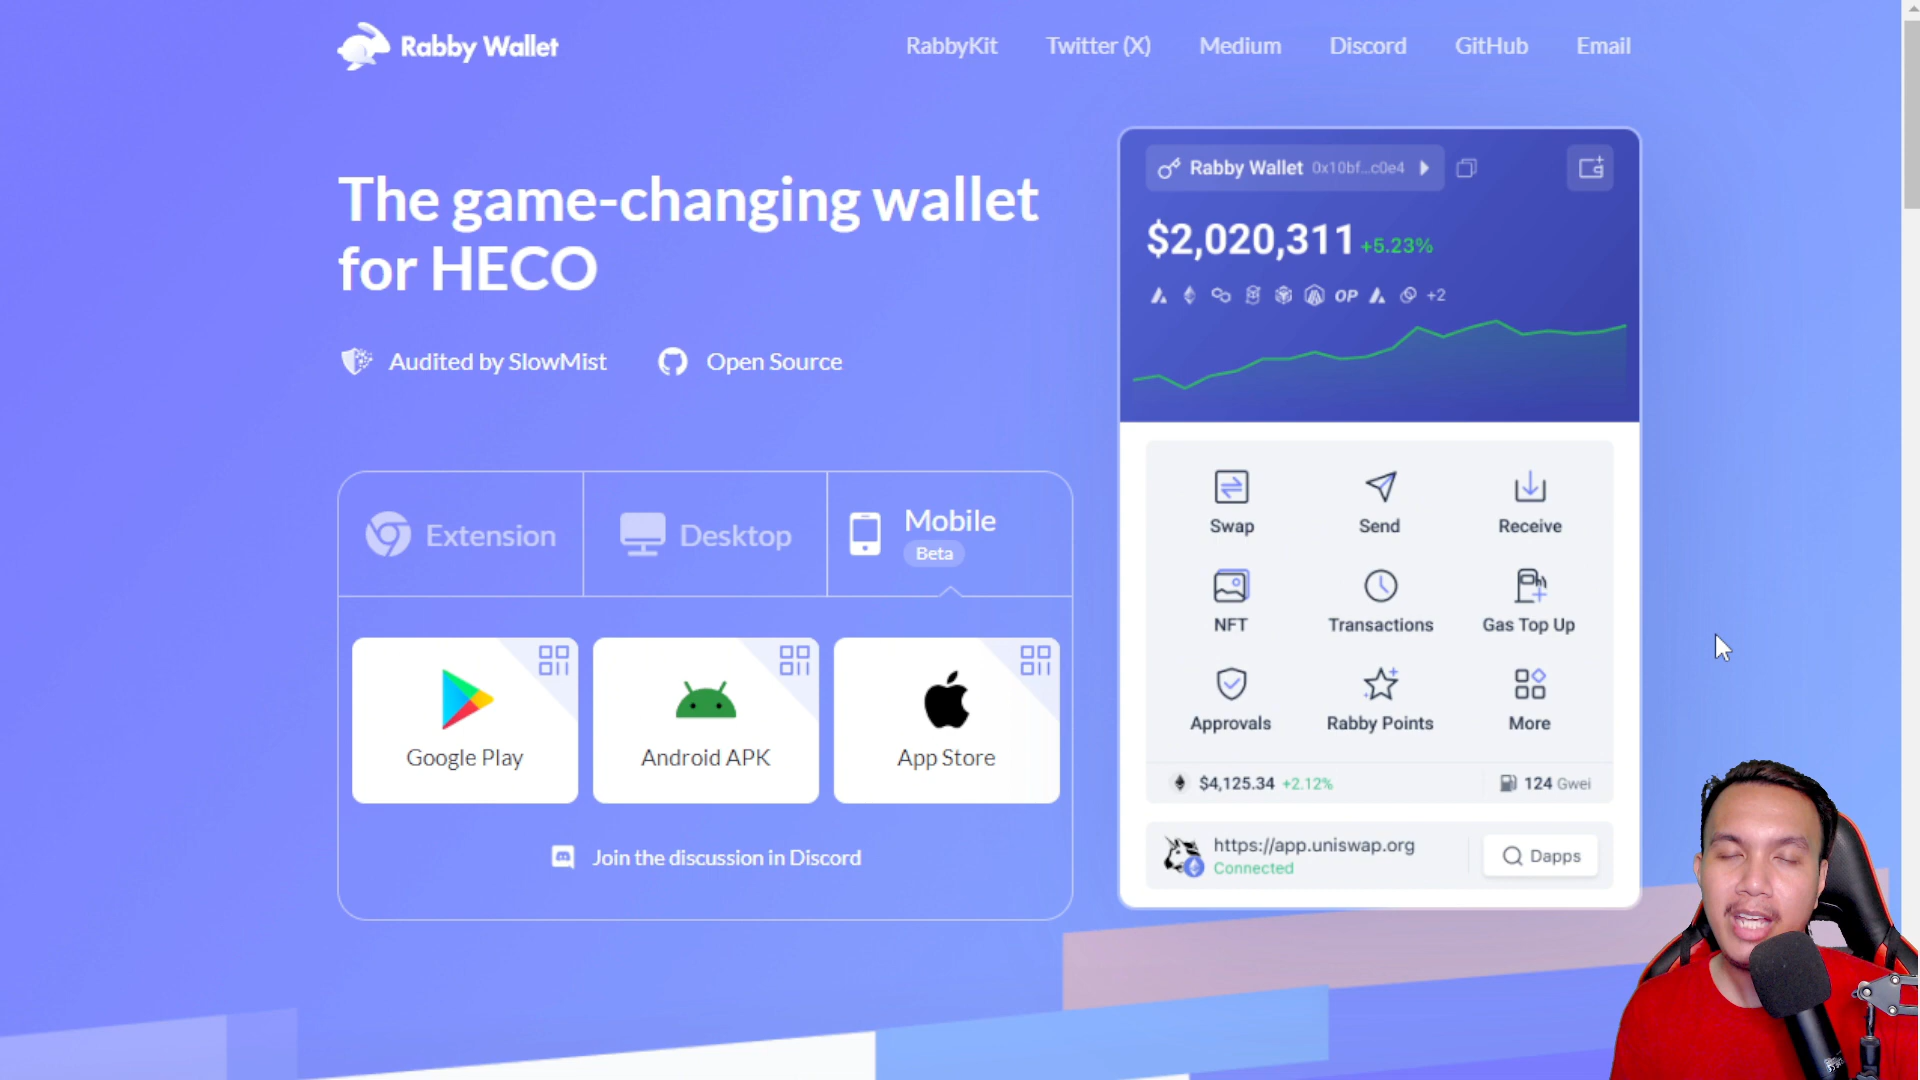 Rabby Wallet
RabbyKit
Twitter (X)
Medium
Discord
GitHub
Email
The game-changing wallet
for HECO
Audited by SlowMist
Open Source
Extension
Desktop
Mobile
Beta
Google Play
Android APK
App Store
Join the discussion in Discord
Rabby Wallet 0x10bf...c0e4
$2,020,311 +5.23%
OP +2
Swap
Send
Receive
NFT
Transactions
Gas Top Up
Approvals
Rabby Points
More
$4,125.34 +2.12%
124 Gwei
https://app.uniswap.org
Connected
Dapps